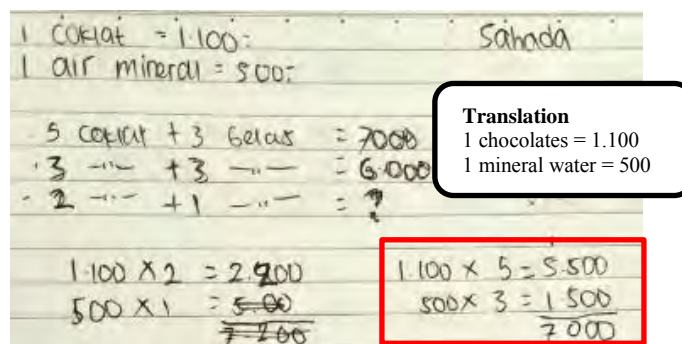 1 coklat = 1.100:
Sahada
1 air mineral = 500:
Translation
1 chocolates = 1.100
1 mineral water = 500
5 coklat + 3 Gelas = 7000
3 —"— + 3 —"— = 6.000
2 —"— + 1 —"— = ?
1.100 X 2 = 2.200
500 X 1 = 5.00
7.200
1.100 X 5 = 5.500
500 X 3 = 1 500
7000